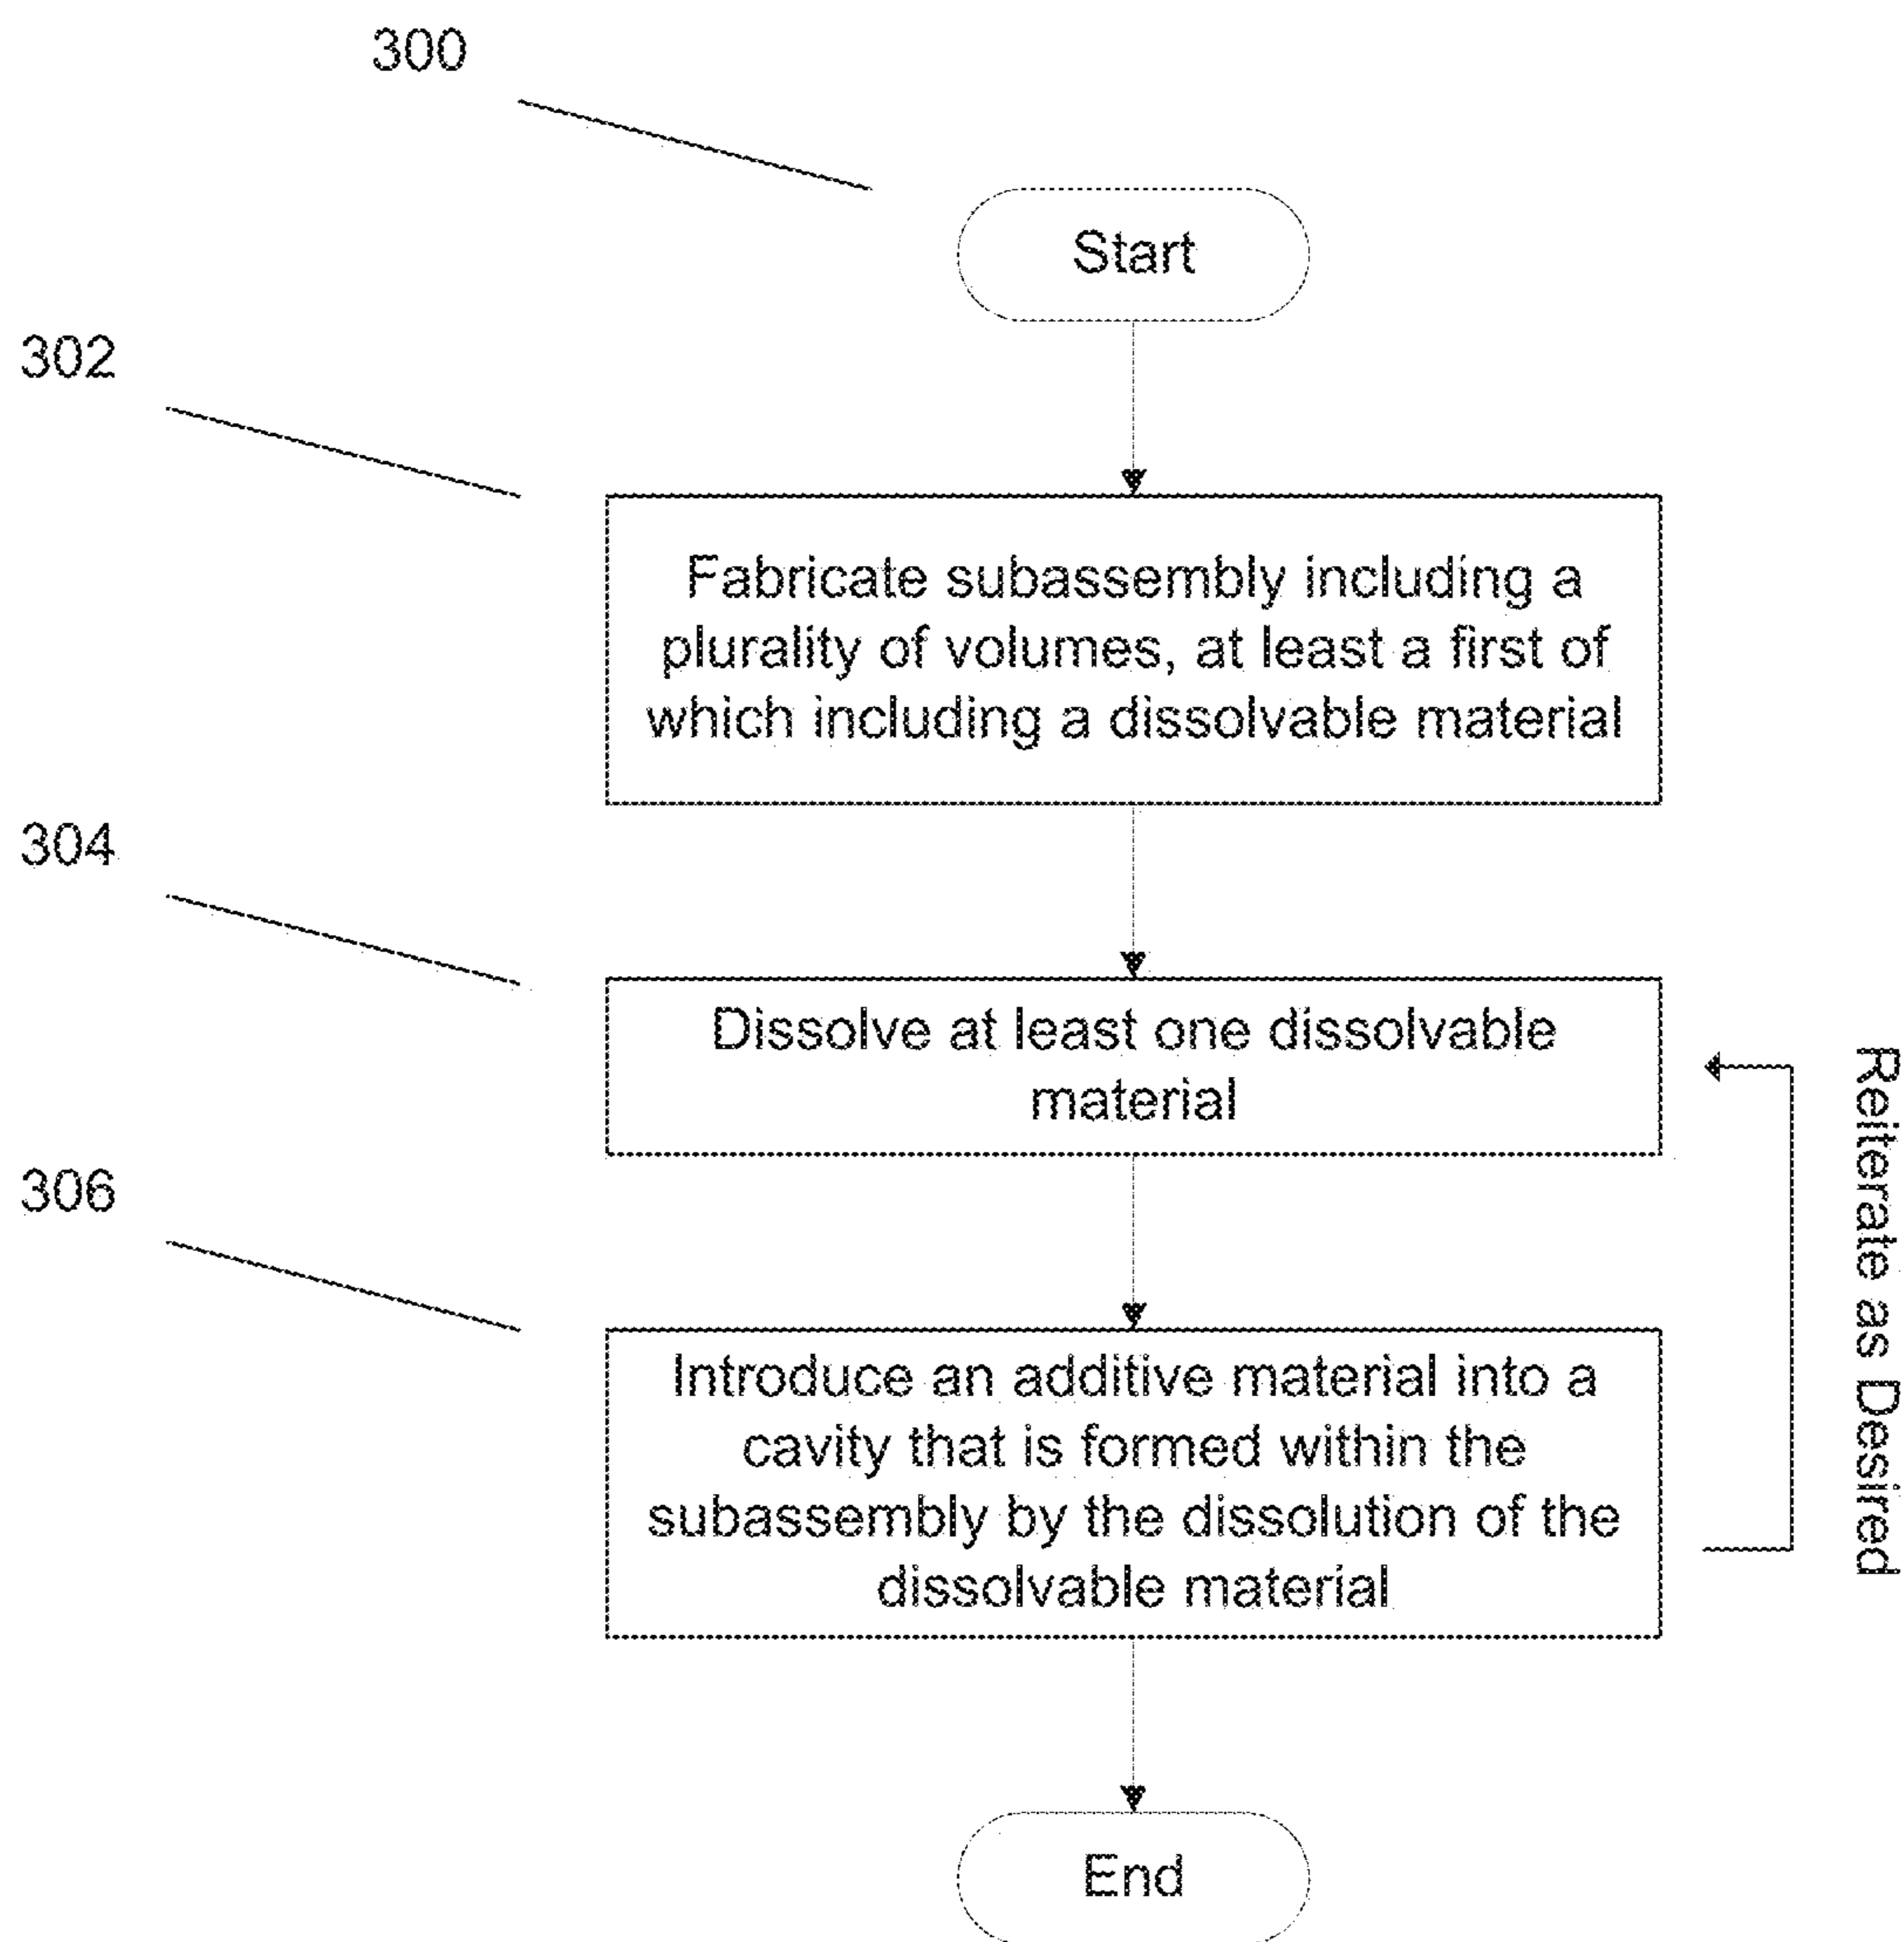 300
Start
302
Fabricate subassembly including a
plurality of volumes, at least a first of
which including a dissolvable material
304
Dissolve at least one dissolvable
material
306
Introduce an additive material into a
cavity that is formed within the
subassembly by the dissolution of the
dissolvable material
Reiterate as Desired
End